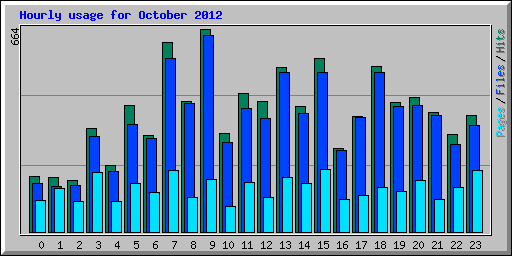 Hourly usage for October 2012
664
Pages / Files / Hits
0 1 2 3 4 5 6 7 8 9 10 11 12 13 14 15 16 17 18 19 20 21 22 23